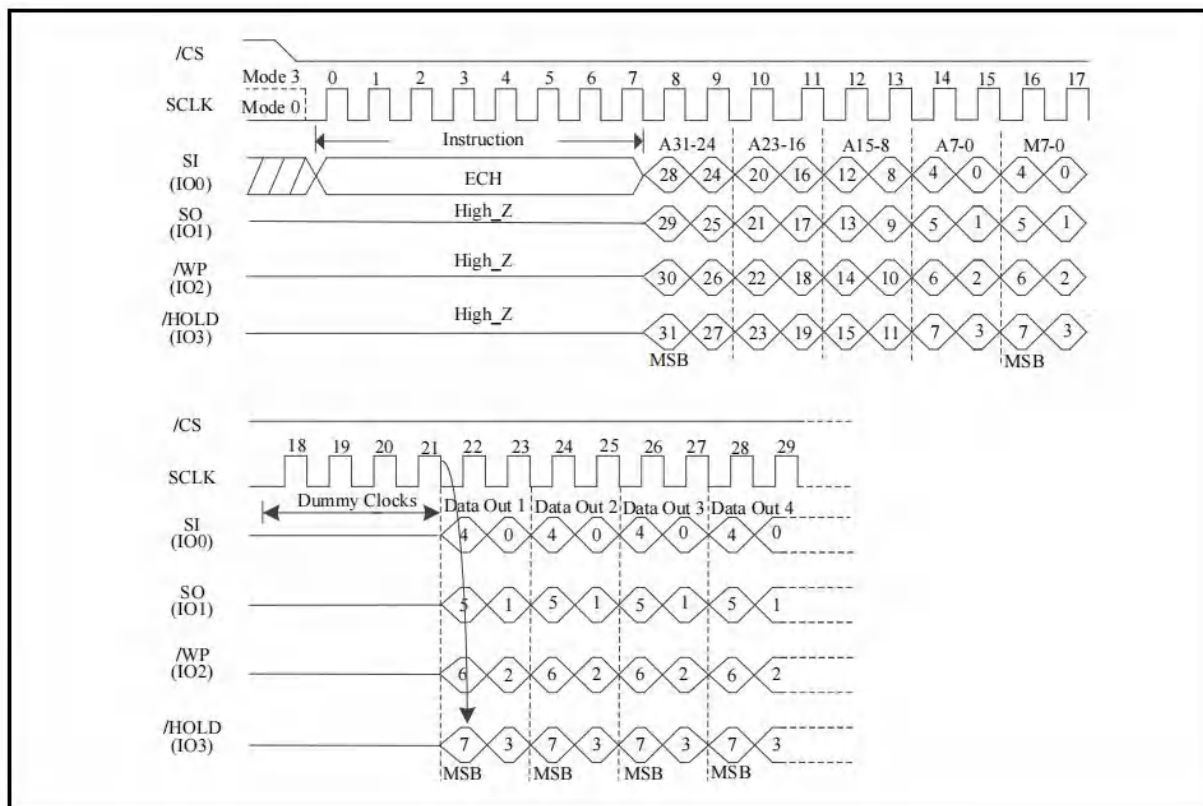 /CS
Mode 3 0 1 2 3 4 5 6 7 8 9 10 11 12 13 14 15 16 17
SCLK Mode 0
Instruction A31-24 A23-16 A15-8 A7-0 M7-0
SI
(IO0) ECH 28 24 20 16 12 8 4 0 4 0
SO
(IO1) High_Z 29 25 21 17 13 9 5 1 5 1
/WP
(IO2) High_Z 30 26 22 18 14 10 6 2 6 2
/HOLD
(IO3) High_Z 31 27 23 19 15 11 7 3 7 3
MSB MSB
/CS
18 19 20 21 22 23 24 25 26 27 28 29
SCLK
Dummy Clocks Data Out 1 Data Out 2 Data Out 3 Data Out 4
SI
(IO0) 4 0 4 0 4 0 4 0
SO
(IO1) 5 1 5 1 5 1 5 1
/WP
(IO2) 6 2 6 2 6 2 6 2
/HOLD
(IO3) 7 3 7 3 7 3 7 3
MSB MSB MSB MSB